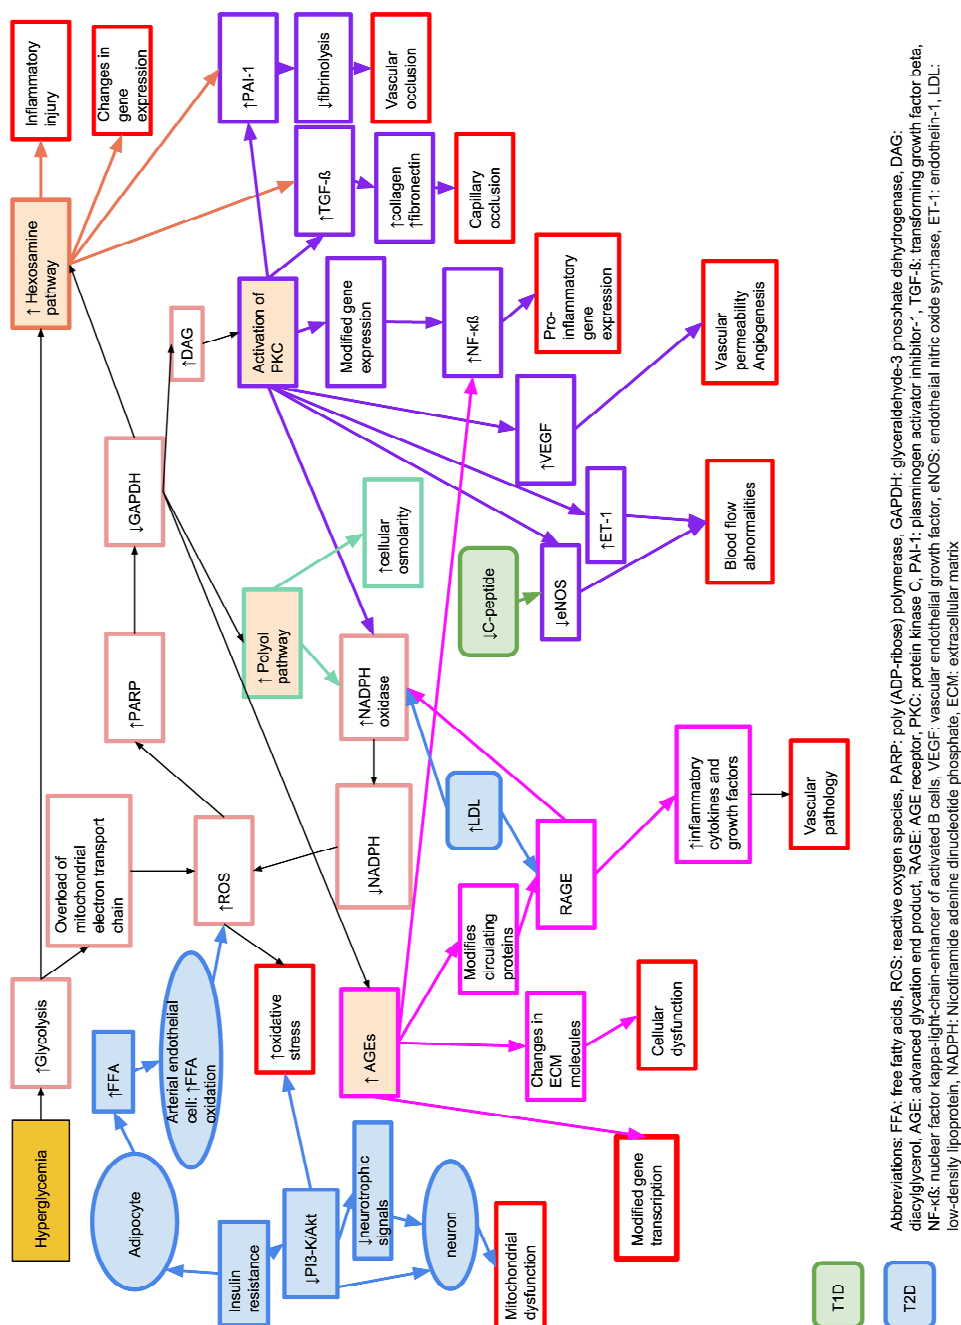 Hyperglycemia
↑Glycolysis
Overload of
mitochondrial
electron transport
chain
↑ROS
↑PARP
↓GAPDH
↑ Hexosamine
pathway
Inflammatory
injury
Changes in
gene
expression
↑DAG
Activation of
PKC
↑PAI-1
↓fibrinolysis
Vascular
occlusion
↑TGF-ß
↑collagen
↑fibronectin
Capillary
occlusion
Modified gene
expression
↑NF-κß
Pro-
inflammatory
gene
expression
↑VEGF
Vascular
permeability
Angiogenesis
↑ET-1
↓eNOS
↓C-peptide
Blood flow
abnormalities
↑ Polyol
pathway
↑cellular
osmolarity
↑NADPH
oxidase
↓NADPH
↑LDL
RAGE
↑inflammatory
cytokines and
growth factors
Vascular
pathology
↑ AGEs
Modifies
circulating
proteins
Changes in
ECM
molecules
Cellular
dysfunction
Modified gene
transcription
↑oxidative
stress
Adipocyte
↑FFA
Arterial endothelial
cell: ↑FFA
oxidation
Insulin
resistance
↓PI3-K/Akt
↓neurotrophic
signals
neuron
Mitochondrial
dysfunction
T1D
T2D
Abbreviations: FFA: free fatty acids, ROS: reactive oxygen species, PARP: poly (ADP-ribose) polymerase, GAPDH: glyceraldehyde-3 phosphate dehydrogenase, DAG:
diacylglycerol, AGE: advanced glycation end product, RAGE: AGE receptor, PKC: protein kinase C, PAI-1: plasminogen activator inhibitor-1, TGF-ß: transforming growth factor beta,
NF-κß: nuclear factor kappa-light-chain-enhancer of activated B cells, VEGF: vascular endothelial growth factor, eNOS: endothelial nitric oxide synthase, ET-1: endothelin-1, LDL:
low-density lipoprotein, NADPH: Nicotinamide adenine dinucleotide phosphate, ECM: extracellular matrix